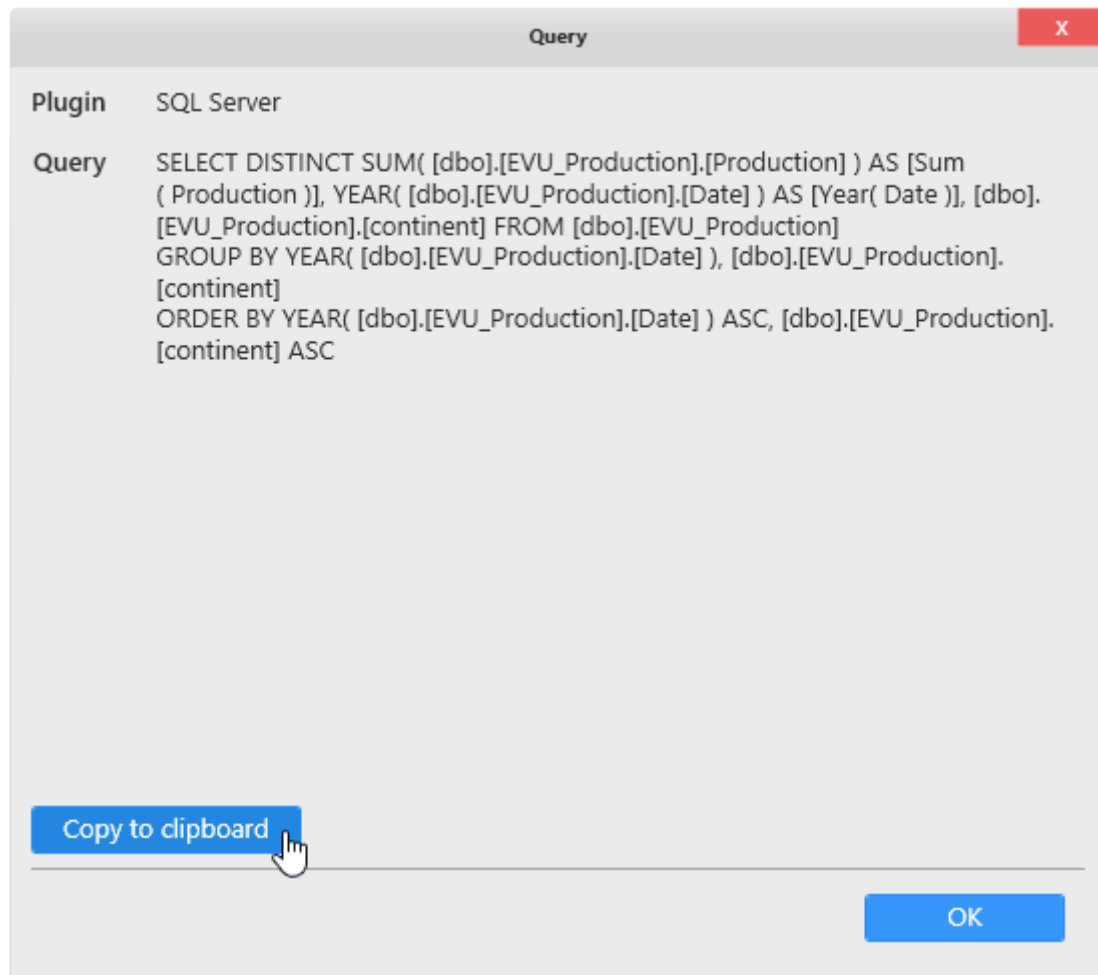 Query
X
Plugin SQL Server
Query SELECT DISTINCT SUM( [dbo].[EVU_Production].[Production] ) AS [Sum
( Production )], YEAR( [dbo].[EVU_Production].[Date] ) AS [Year( Date )], [dbo].
[EVU_Production].[continent] FROM [dbo].[EVU_Production]
GROUP BY YEAR( [dbo].[EVU_Production].[Date] ), [dbo].[EVU_Production].
[continent]
ORDER BY YEAR( [dbo].[EVU_Production].[Date] ) ASC, [dbo].[EVU_Production].
[continent] ASC
Copy to clipboard
OK